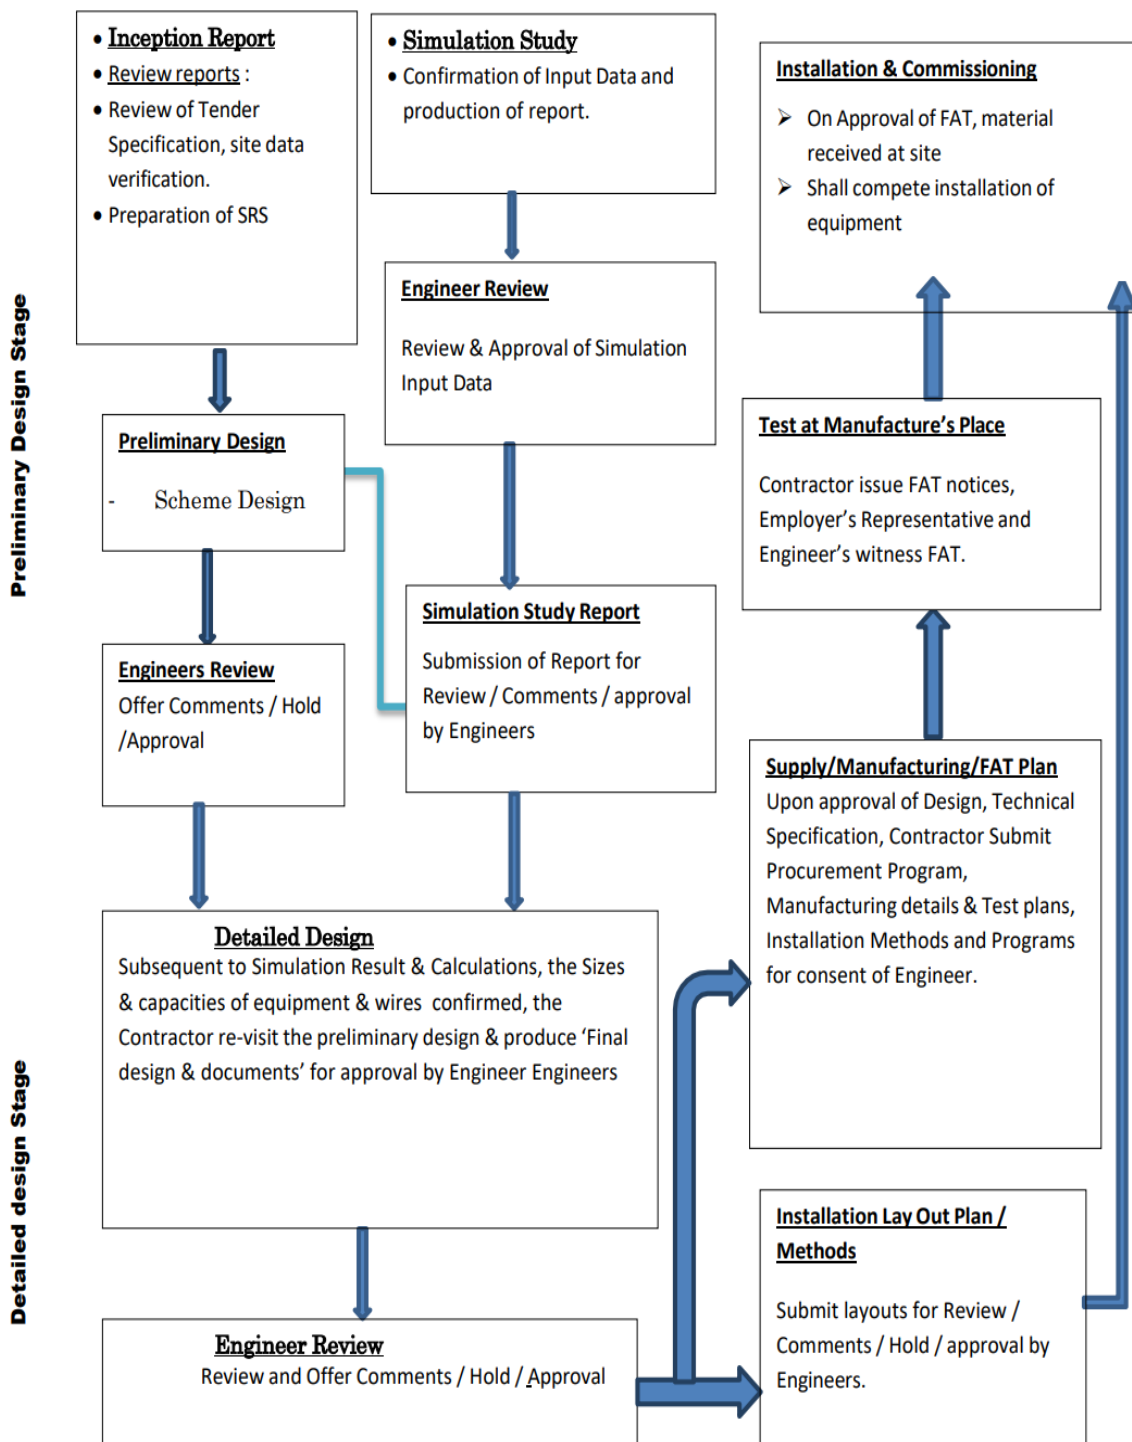 Preliminary Design Stage
Detailed design Stage
• Inception Report
• Review reports :
• Review of Tender
Specification, site data
verification.
• Preparation of SRS
• Simulation Study
• Confirmation of Input Data and
production of report.
Engineer Review
Review & Approval of Simulation
Input Data
Preliminary Design
- Scheme Design
Engineers Review
Offer Comments / Hold
/Approval
Simulation Study Report
Submission of Report for
Review / Comments / approval
by Engineers
Detailed Design
Subsequent to Simulation Result & Calculations, the Sizes
& capacities of equipment & wires confirmed, the
Contractor re-visit the preliminary design & produce ‘Final
design & documents’ for approval by Engineer Engineers
Engineer Review
Review and Offer Comments / Hold / Approval
Installation & Commissioning
➢ On Approval of FAT, material
received at site
➢ Shall compete installation of
equipment
Test at Manufacture’s Place
Contractor issue FAT notices,
Employer’s Representative and
Engineer’s witness FAT.
Supply/Manufacturing/FAT Plan
Upon approval of Design, Technical
Specification, Contractor Submit
Procurement Program,
Manufacturing details & Test plans,
Installation Methods and Programs
for consent of Engineer.
Installation Lay Out Plan /
Methods
Submit layouts for Review /
Comments / Hold / approval by
Engineers.